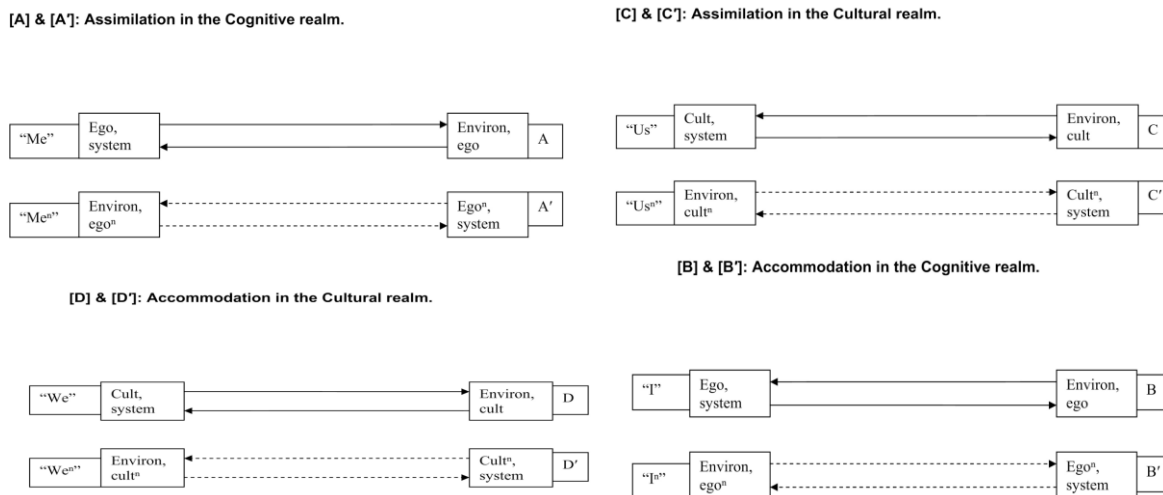 [A] & [A′]: Assimilation in the Cognitive realm.
“Me”
Ego,
system
Environ,
ego
A
“Meⁿ”
Environ,
egoⁿ
Egoⁿ,
system
A′
[C] & [C′]: Assimilation in the Cultural realm.
“Us”
Cult,
system
Environ,
cult
C
“Usⁿ”
Environ,
cultⁿ
Cultⁿ,
system
C′
[D] & [D′]: Accommodation in the Cultural realm.
“We”
Cult,
system
Environ,
cult
D
“Weⁿ”
Environ,
cultⁿ
Cultⁿ,
system
D′
[B] & [B′]: Accommodation in the Cognitive realm.
“I”
Ego,
system
Environ,
ego
B
“Iⁿ”
Environ,
egoⁿ
Egoⁿ,
system
B′